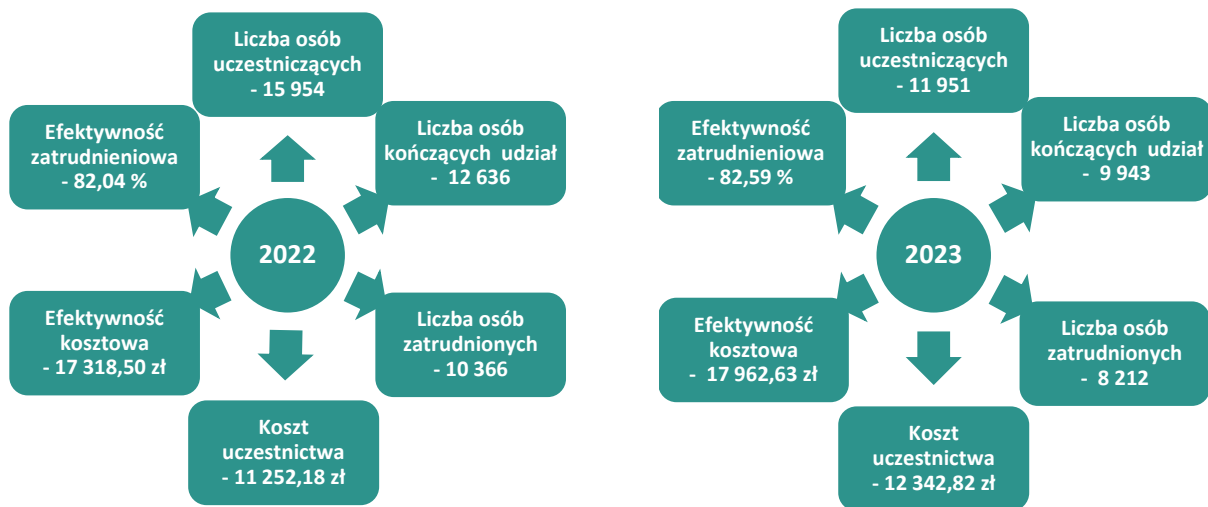 Liczba osób
uczestniczących
- 15 954
Efektywność
zatrudnieniowa
- 82,04 %
Liczba osób
kończących udział
- 12 636
2022
Efektywność
kosztowa
- 17 318,50 zł
Liczba osób
zatrudnionych
- 10 366
Koszt
uczestnictwa
- 11 252,18 zł
Liczba osób
uczestniczących
- 11 951
Efektywność
zatrudnieniowa
- 82,59 %
Liczba osób
kończących udział
- 9 943
2023
Efektywność
kosztowa
- 17 962,63 zł
Liczba osób
zatrudnionych
- 8 212
Koszt
uczestnictwa
- 12 342,82 zł